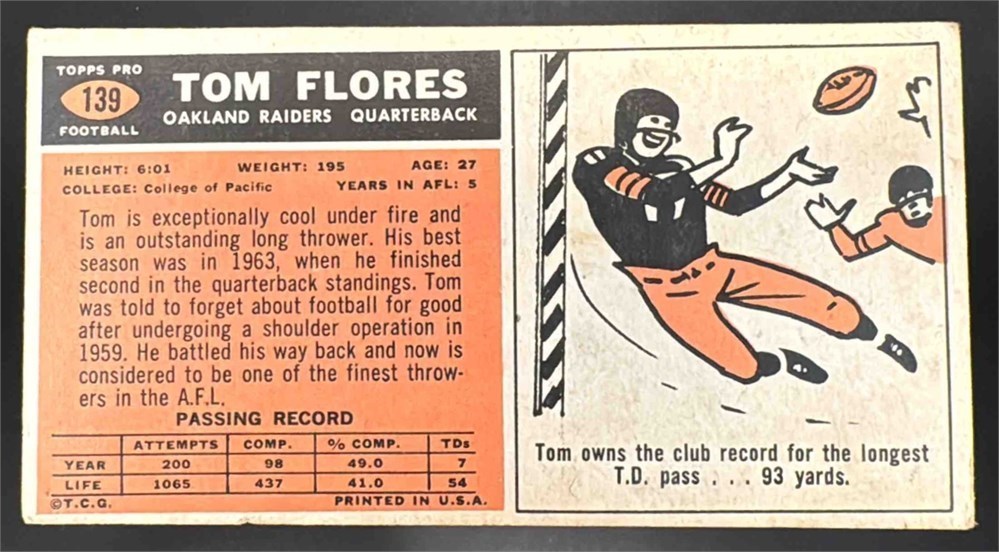 TOPPS PRO
139
FOOTBALL
TOM FLORES
OAKLAND RAIDERS QUARTERBACK
HEIGHT: 6:01 WEIGHT: 195 AGE: 27
COLLEGE: College of Pacific YEARS IN AFL: 5
Tom is exceptionally cool under fire and
is an outstanding long thrower. His best
season was in 1963, when he finished
second in the quarterback standings. Tom
was told to forget about football for good
after undergoing a shoulder operation in
1959. He battled his way back and now is
considered to be one of the finest throw-
ers in the A.F.L.
PASSING RECORD
ATTEMPTS COMP. % COMP. TDs
YEAR 200 98 49.0 7
LIFE 1065 437 41.0 54
©T.C.G. PRINTED IN U.S.A.
Tom owns the club record for the longest
T.D. pass . . . 93 yards.